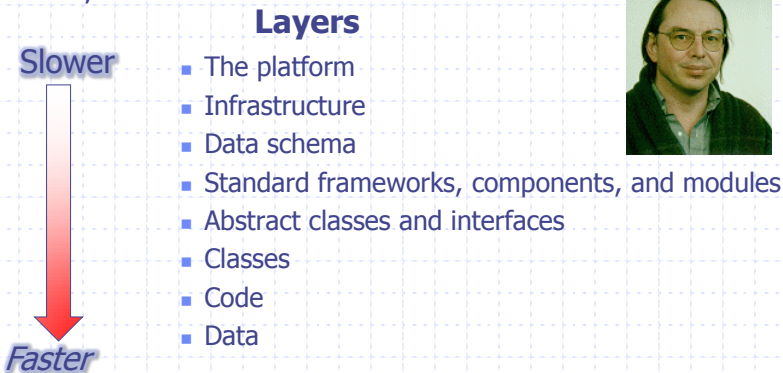 Layers
Slower
The platform
Infrastructure
Data schema
Standard frameworks, components, and modules
Abstract classes and interfaces
Classes
Code
Data
Faster